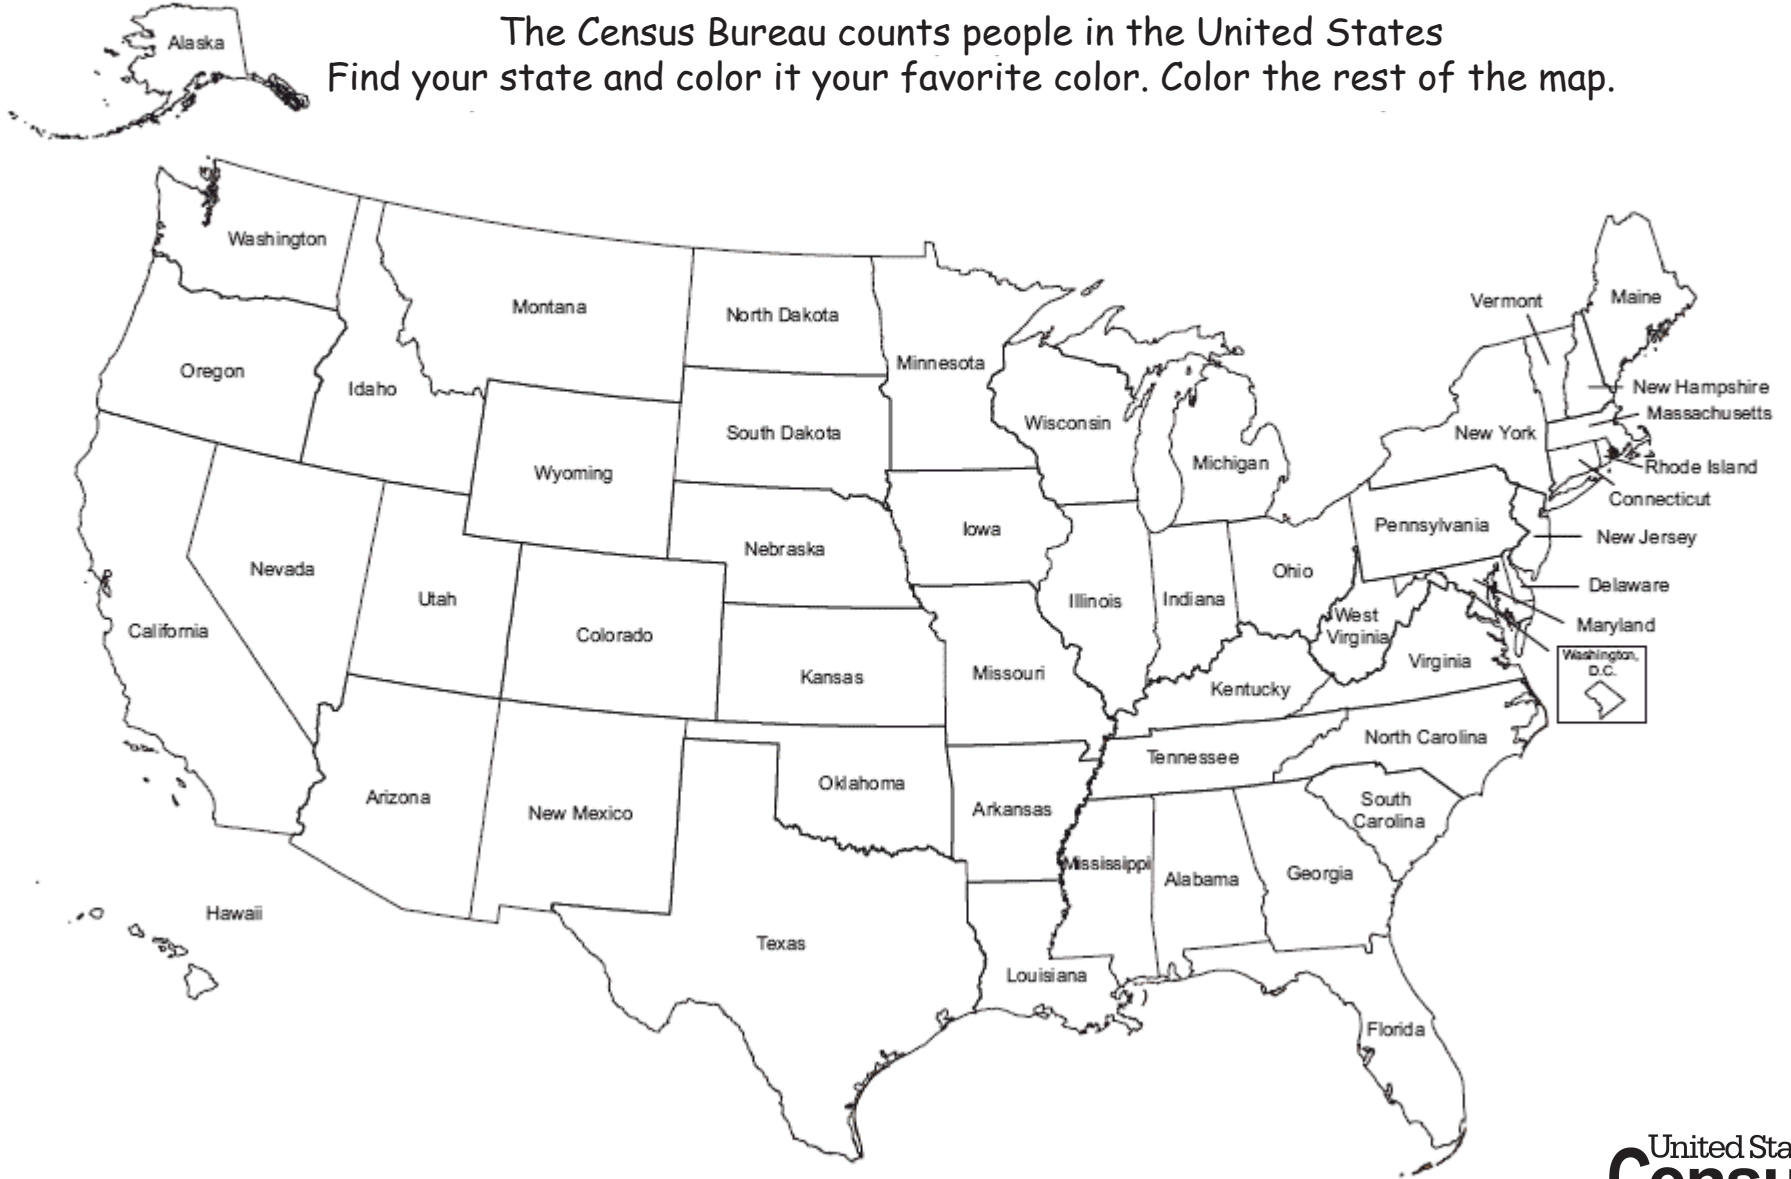 The Census Bureau counts people in the United States
Find your state and color it your favorite color. Color the rest of the map.
Alaska
Washington
Montana
North Dakota
Minnesota
Vermont
Maine
Oregon
Idaho
New Hampshire
Massachusetts
South Dakota
Wisconsin
New York
Wyoming
Michigan
Rhode Island
Connecticut
Iowa
Pennsylvania
New Jersey
Nebraska
Nevada
Ohio
Delaware
Utah
Illinois
Indiana
California
Colorado
West
Virginia
Maryland
Washington,
D.C.
Kansas
Missouri
Kentucky
Virginia
North Carolina
Tennessee
Arizona
New Mexico
Oklahoma
Arkansas
South
Carolina
Mississippi
Alabama
Georgia
Hawaii
Texas
Louisiana
Florida
United Sta
Censu